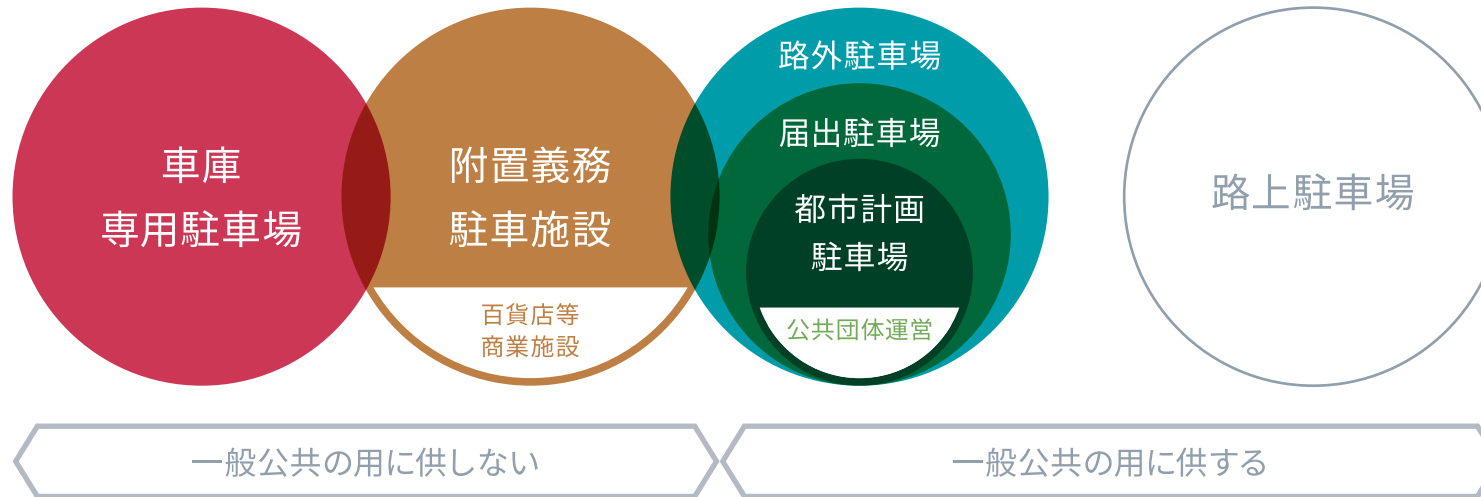 車庫
専用駐車場
附置義務
駐車施設
百貨店等
商業施設
路外駐車場
届出駐車場
都市計画
駐車場
公共団体運営
路上駐車場
一般公共の用に供しない
一般公共の用に供する